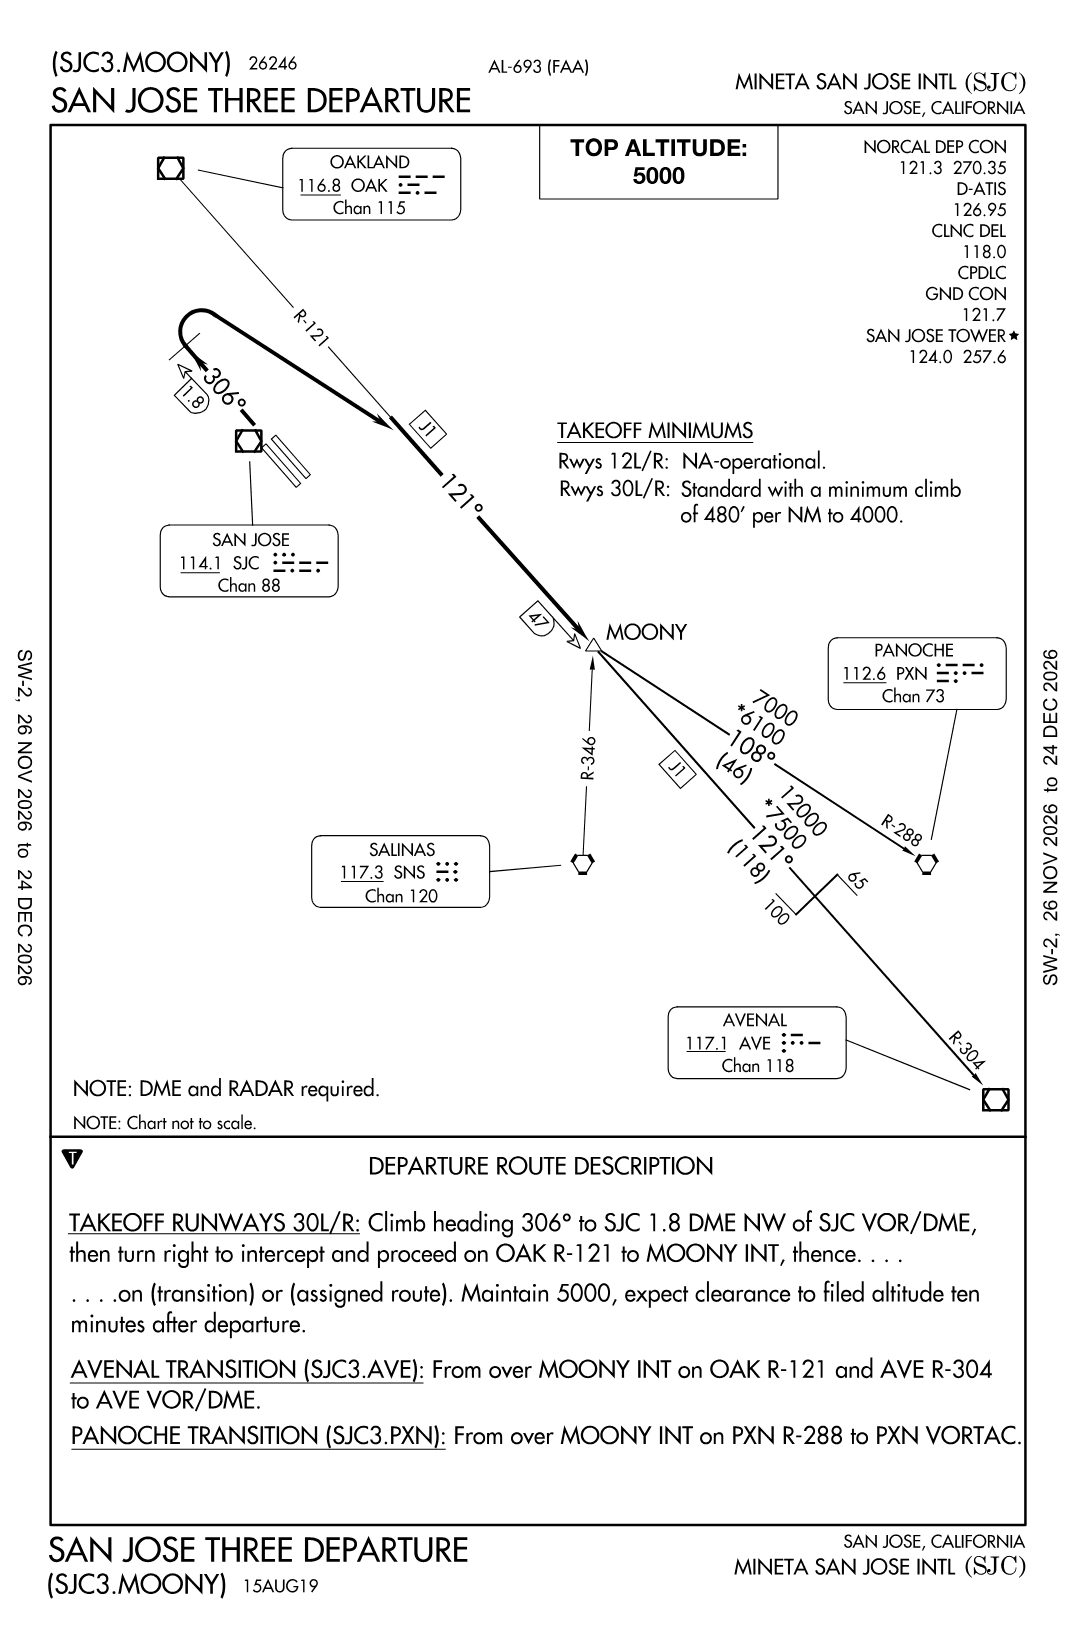 (SJC3.MOONY) 26246
AL-693 (FAA)
MINETA SAN JOSE INTL (SJC)
SAN JOSE THREE DEPARTURE
SAN JOSE, CALIFORNIA
TOP ALTITUDE:
5000
NORCAL DEP CON
121.3 270.35
D-ATIS
126.95
CLNC DEL
118.0
CPDLC
GND CON
121.7
SAN JOSE TOWER★
124.0 257.6
OAKLAND
116.8 OAK
Chan 115
R-121
306°
1.8
J1
121°
TAKEOFF MINIMUMS
Rwys 12L/R: NA-operational.
Rwys 30L/R: Standard with a minimum climb
of 480' per NM to 4000.
SAN JOSE
114.1 SJC
Chan 88
47
MOONY
PANOCHE
112.6 PXN
Chan 73
7000
*6100
108°
(46)
R-346
J1
12000
*7500
121°
(118)
R-288
SALINAS
117.3 SNS
Chan 120
65
100
AVENAL
117.1 AVE
Chan 118
R-304
NOTE: DME and RADAR required.
NOTE: Chart not to scale.
SW-2, 26 NOV 2026 to 24 DEC 2026
SW-2, 26 NOV 2026 to 24 DEC 2026
T
DEPARTURE ROUTE DESCRIPTION
TAKEOFF RUNWAYS 30L/R: Climb heading 306° to SJC 1.8 DME NW of SJC VOR/DME,
then turn right to intercept and proceed on OAK R-121 to MOONY INT, thence. . . .
. . . .on (transition) or (assigned route). Maintain 5000, expect clearance to filed altitude ten
minutes after departure.
AVENAL TRANSITION (SJC3.AVE): From over MOONY INT on OAK R-121 and AVE R-304
to AVE VOR/DME.
PANOCHE TRANSITION (SJC3.PXN): From over MOONY INT on PXN R-288 to PXN VORTAC.
SAN JOSE THREE DEPARTURE
SAN JOSE, CALIFORNIA
(SJC3.MOONY) 15AUG19
MINETA SAN JOSE INTL (SJC)